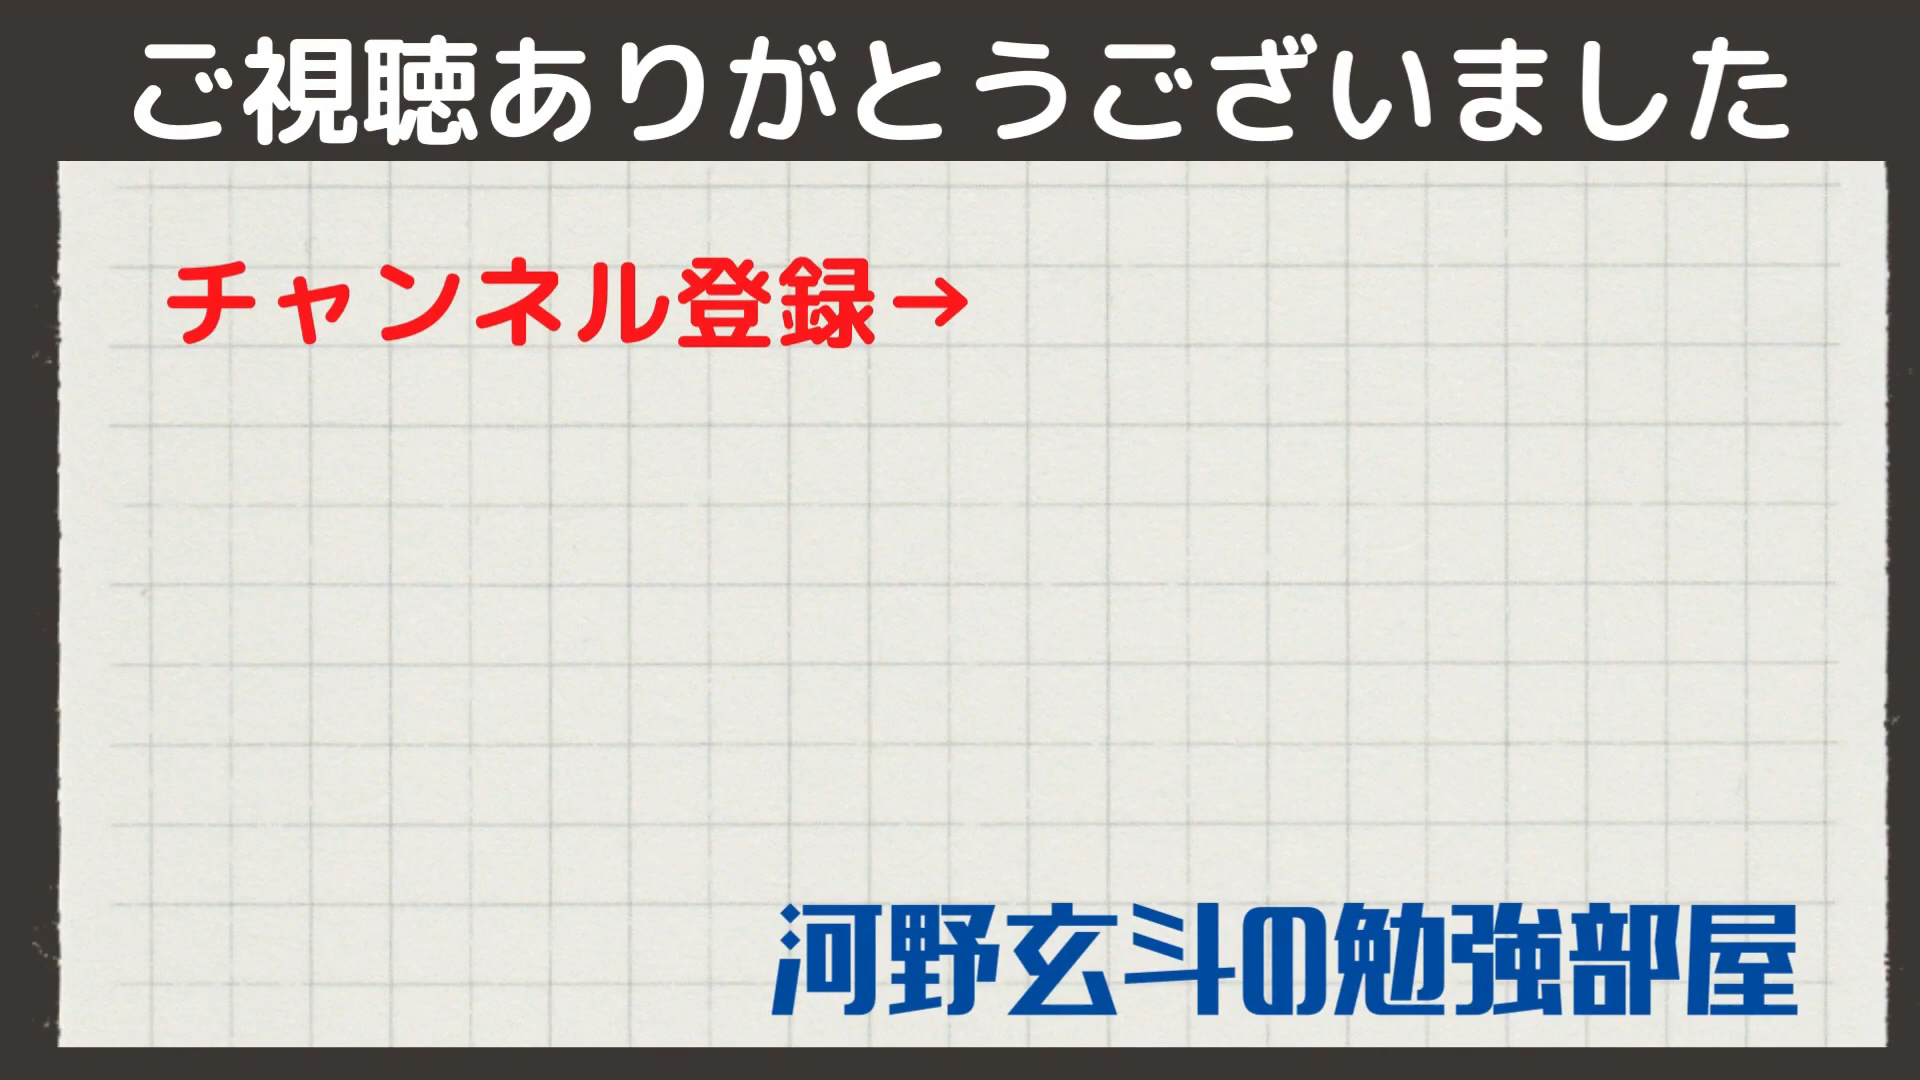 ご視聴ありがとうございました
チャンネル登録→
河野玄斗の勉強部屋